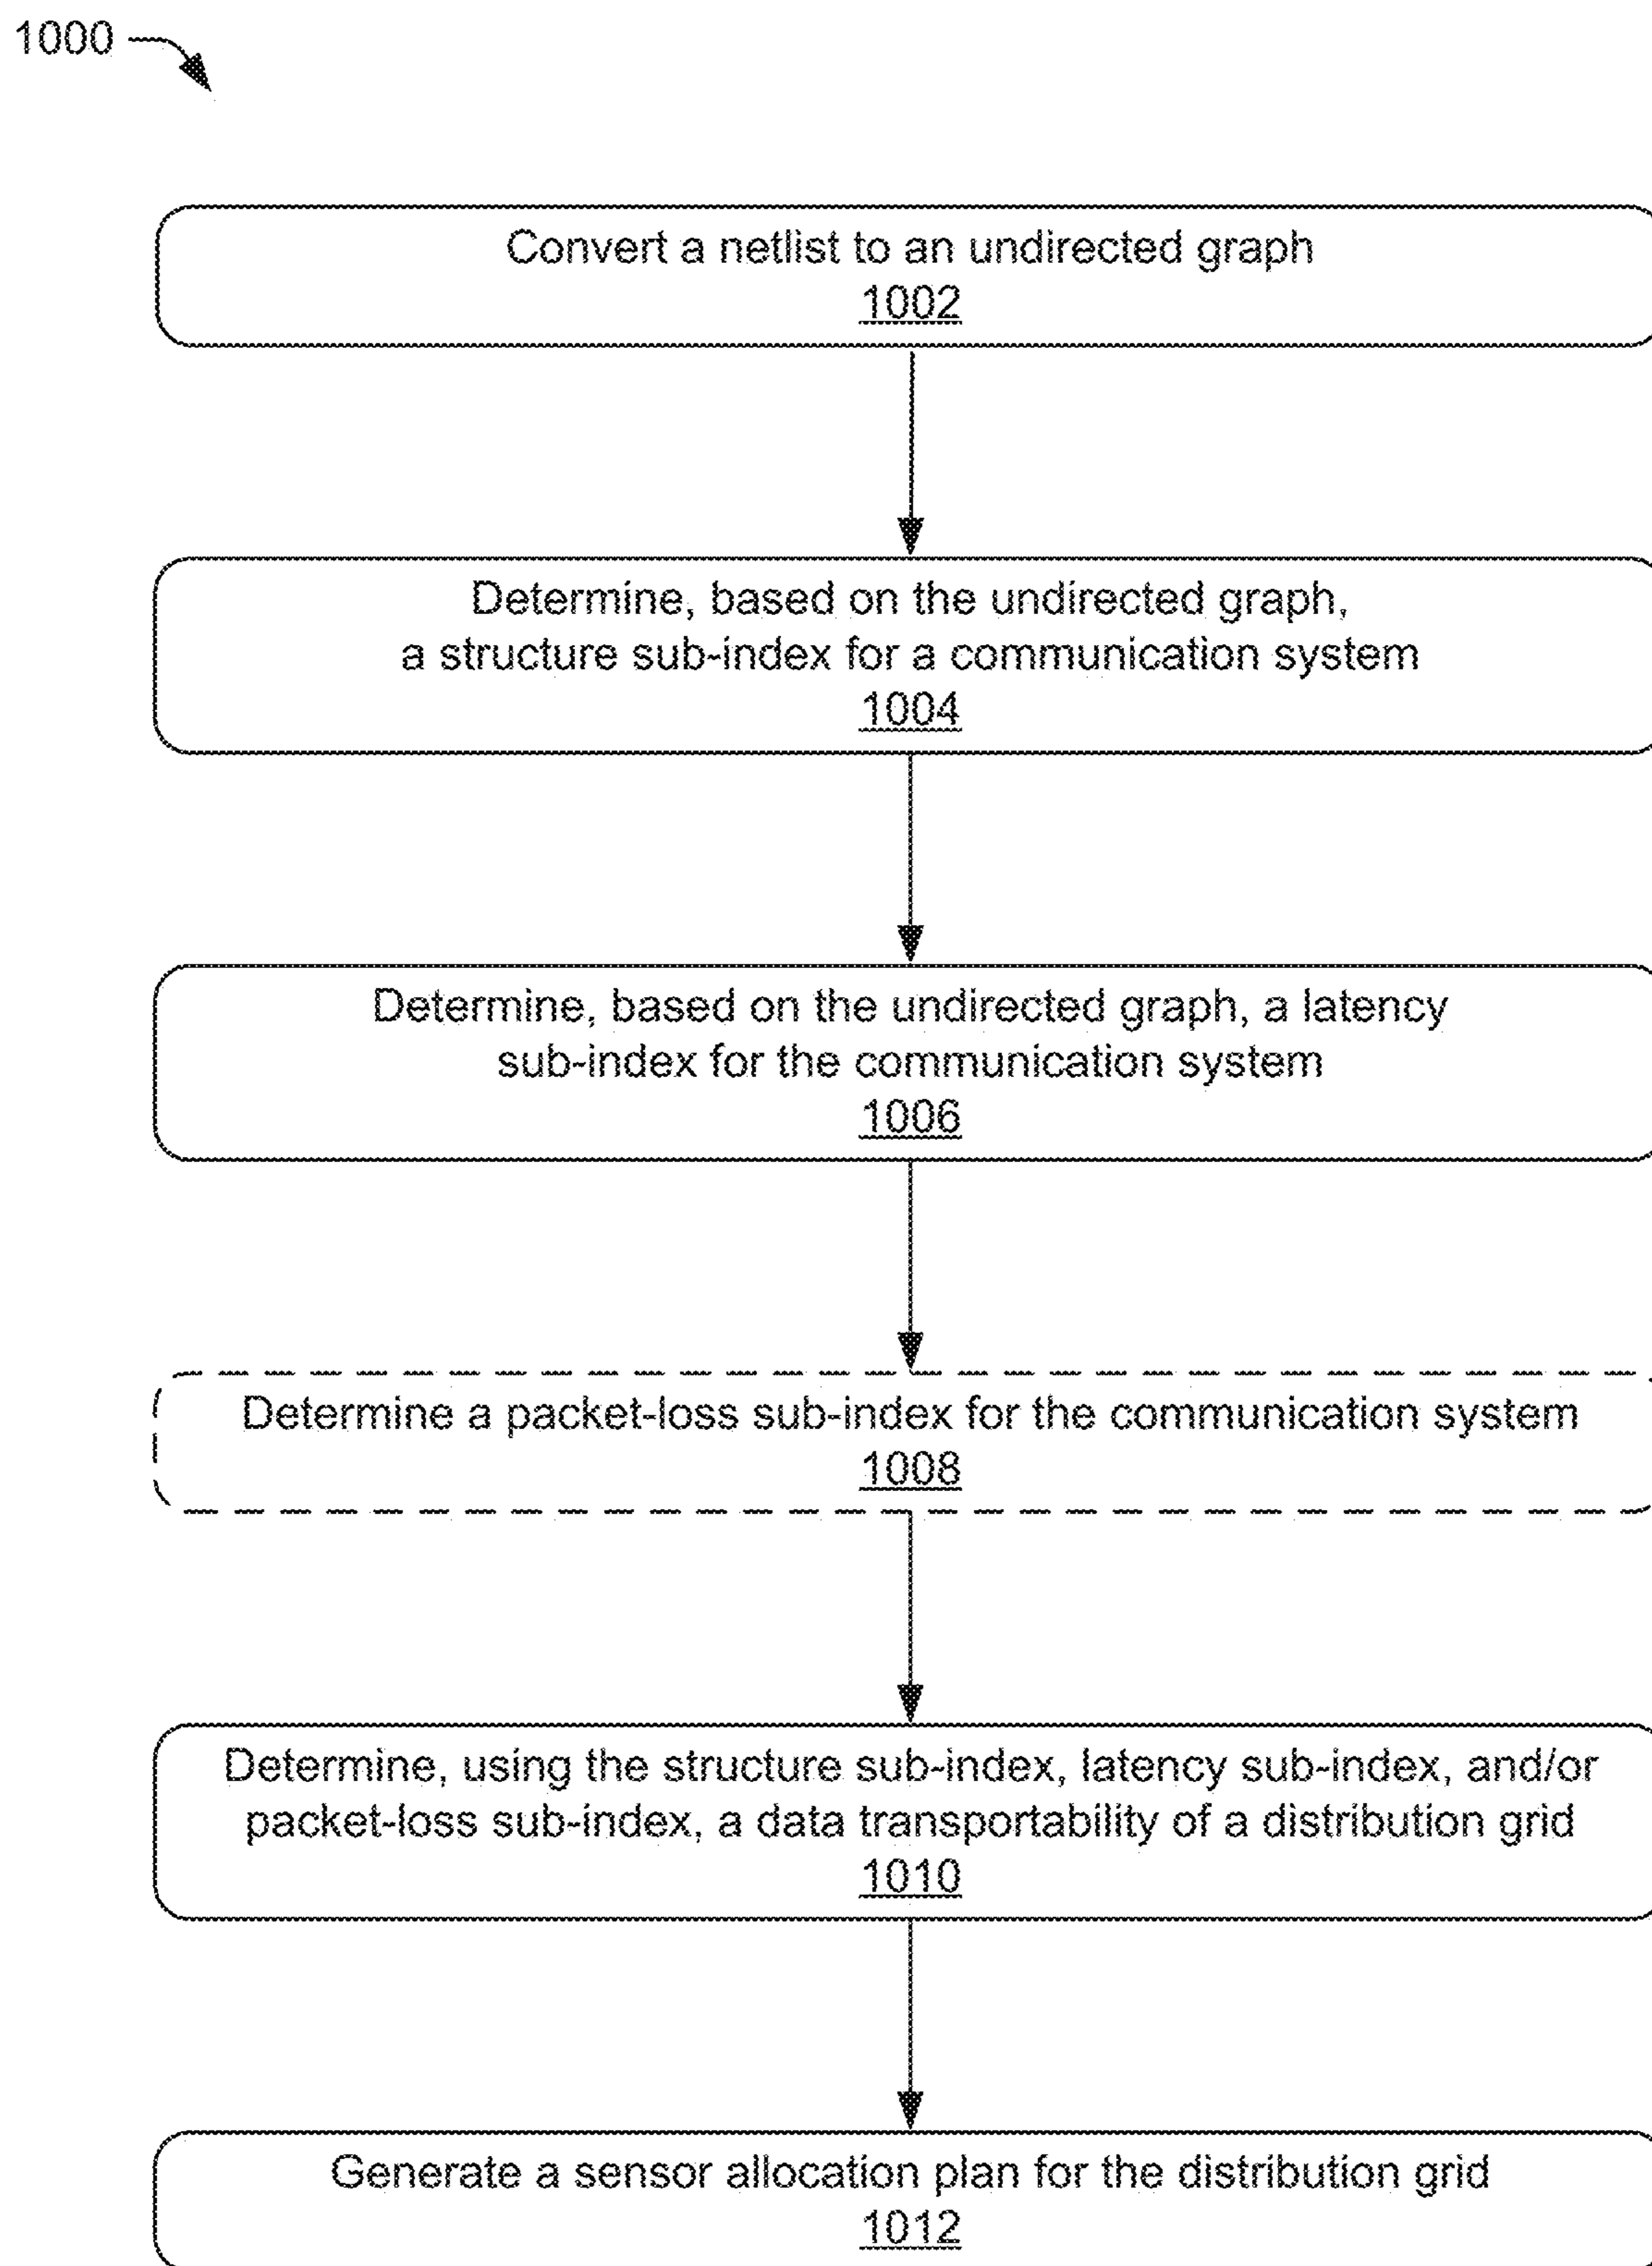 1000
Convert a netlist to an undirected graph
1002
Determine, based on the undirected graph,
a structure sub-index for a communication system
1004
Determine, based on the undirected graph, a latency
sub-index for the communication system
1006
Determine a packet-loss sub-index for the communication system
1008
Determine, using the structure sub-index, latency sub-index, and/or
packet-loss sub-index, a data transportability of a distribution grid
1010
Generate a sensor allocation plan for the distribution grid
1012